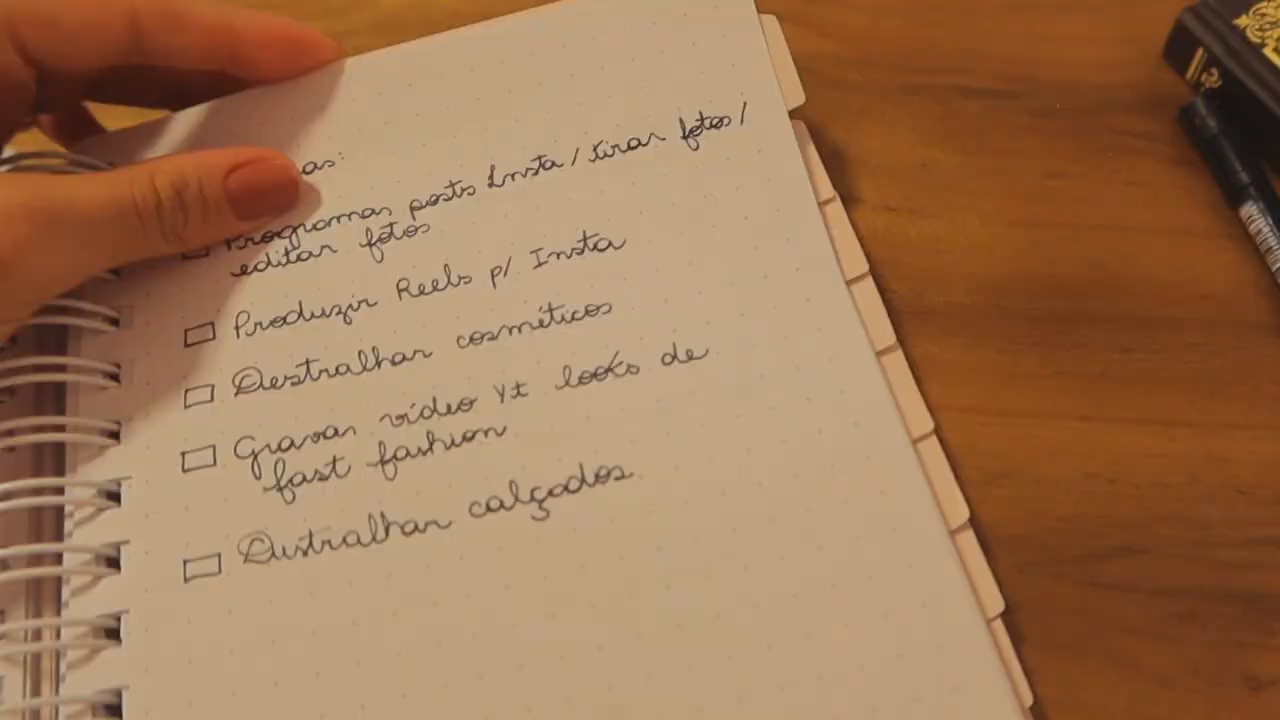 Programar posts Insta / tirar fotos /
editar fotos
Produzir Reels p/ Insta
Destralhar cosméticos
Gravar vídeo Yt looks de
fast fashion
Destralhar calçados